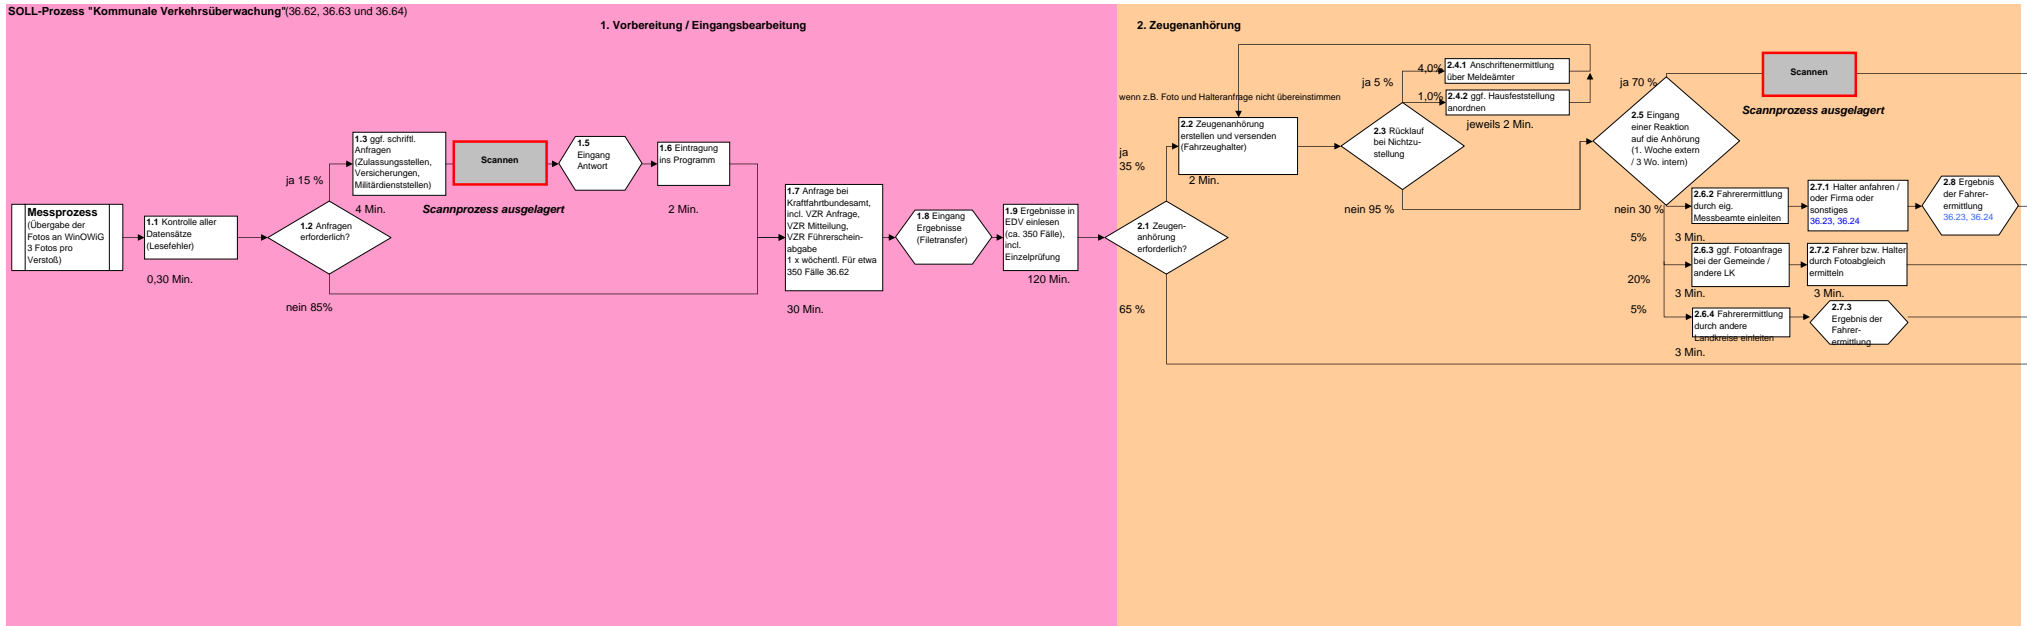 SOLL-Prozess "Kommunale Verkehrsüberwachung"(36.62, 36.63 und 36.64)
1. Vorbereitung / Eingangsbearbeitung
Messprozess
(Übergabe der
Fotos an WinOWiG
3 Fotos pro
Verstoß)
1.1 Kontrolle aller
Datensätze
(Lesefehler)
0,30 Min.
1.2 Anfragen
erforderlich?
ja 15 %
nein 85%
1.3 ggf. schriftl.
Anfragen
(Zulassungsstellen,
Versicherungen,
Militärdienststellen)
4 Min.
Scannen
Scannprozess ausgelagert
1.5
Eingang
Antwort
1.6 Eintragung
ins Programm
2 Min.
1.7 Anfrage bei
Kraftfahrtbundesamt,
incl. VZR Anfrage,
VZR Mitteilung,
VZR Führerschein-
abgabe
1 x wöchentl. Für etwa
350 Fälle 36.62
30 Min.
1.8 Eingang
Ergebnisse
(Filetransfer)
1.9 Ergebnisse in
EDV einlesen
(ca. 350 Fälle),
incl.
Einzelprüfung
120 Min.
2. Zeugenanhörung
wenn z.B. Foto und Halteranfrage nicht übereinstimmen
2.1 Zeugen-
anhörung
erforderlich?
ja
35 %
65 %
2.2 Zeugenanhörung
erstellen und versenden
(Fahrzeughalter)
2 Min.
2.3 Rücklauf
bei Nichtzu-
stellung
ja 5 %
nein 95 %
4,0%
1,0%
2.4.1 Anschriftenermittlung
über Meldeämter
2.4.2 ggf. Hausfeststellung
anordnen
jeweils 2 Min.
2.5 Eingang
einer Reaktion
auf die Anhörung
(1. Woche extern
/ 3 Wo. intern)
ja 70 %
nein 30 %
Scannen
Scannprozess ausgelagert
5%
20%
5%
2.6.2 Fahrerermittlung
durch eig.
Messbeamte einleiten
3 Min.
2.7.1 Halter anfahren /
oder Firma oder
sonstiges
36.23, 36.24
2.8 Ergebnis
der Fahrer-
ermittlung
36.23, 36.24
2.6.3 ggf. Fotoanfrage
bei der Gemeinde /
andere LK
3 Min.
2.7.2 Fahrer bzw. Halter
durch Fotoabgleich
ermitteln
3 Min.
2.6.4 Fahrerermittlung
durch andere
Landkreise einleiten
3 Min.
2.7.3
Ergebnis der
Fahrer-
ermittlung